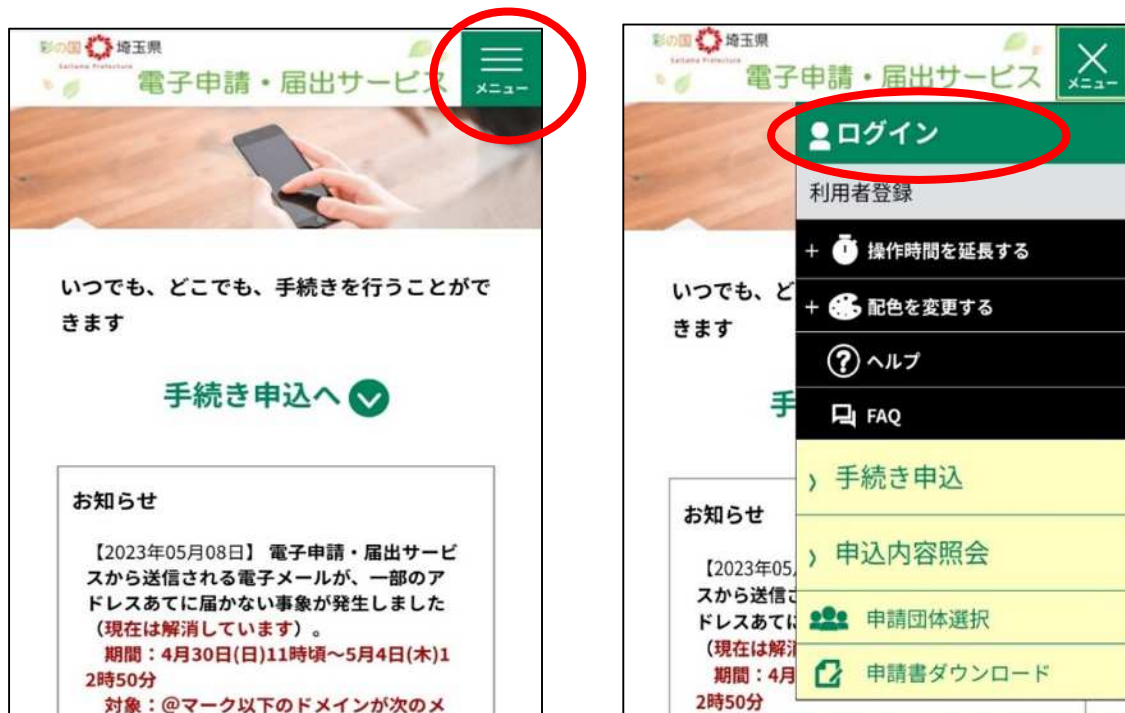 彩の国 埼玉県
Saitama Prefecture
電子申請・届出サービス
メニュー
いつでも、どこでも、手続きを行うことがで
きます
手続き申込へ
お知らせ
【2023年05月08日】 電子申請・届出サービ
スから送信される電子メールが、一部のア
ドレスあてに届かない事象が発生しました
（現在は解消しています）。
期間：4月30日(日)11時頃～5月4日(木)1
2時50分
対象：@マーク以下のドメインが次のメ
彩の国 埼玉県
Saitama Prefecture
電子申請・届出サービス
メニュー
ログイン
利用者登録
+ 操作時間を延長する
+ 配色を変更する
ヘルプ
FAQ
手続き申込
申込内容照会
申請団体選択
申請書ダウンロード
いつでも、ど
きます
手
お知らせ
【2023年05
スから送信さ
ドレスあてに
（現在は解消
期間：4月
2時50分